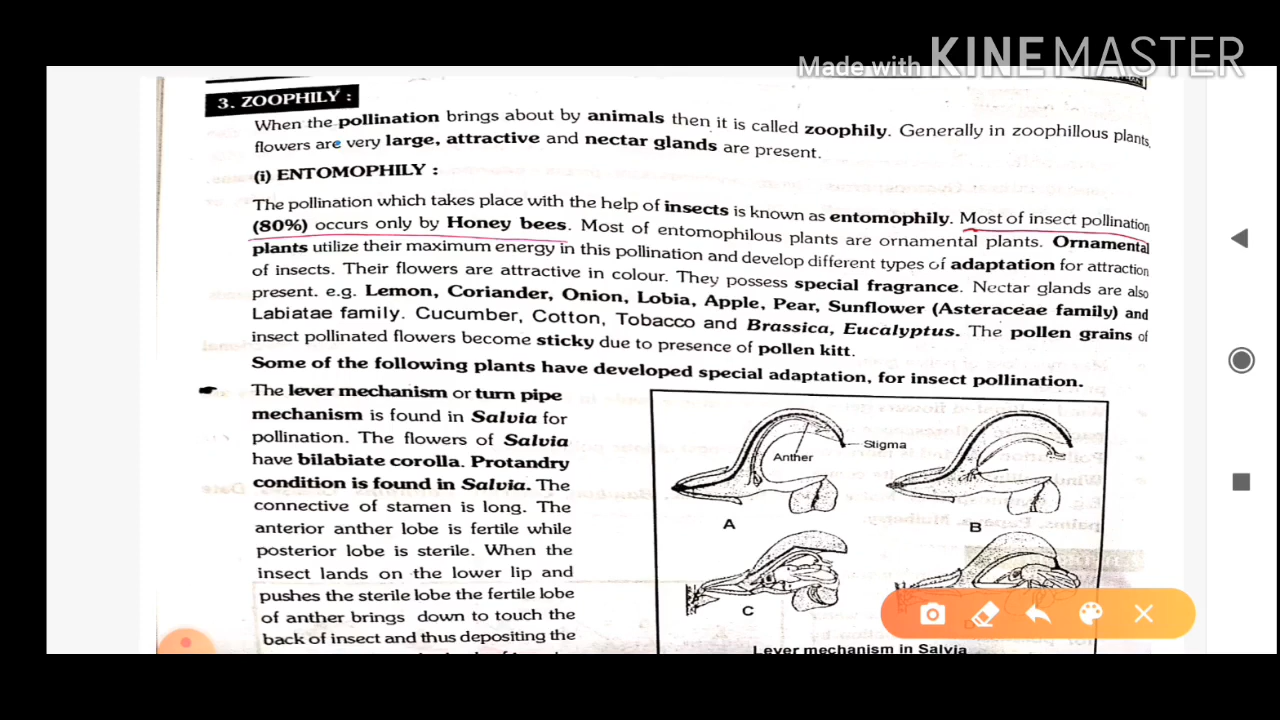 Made with KINEMASTER
3. ZOOPHILY :
When the pollination brings about by animals then it is called zoophily. Generally in zoophillous plants,
flowers are very large, attractive and nectar glands are present.
(i) ENTOMOPHILY :
The pollination which takes place with the help of insects is known as entomophily. Most of insect pollination
(80%) occurs only by Honey bees. Most of entomophilous plants are ornamental plants. Ornamental
plants utilize their maximum energy in this pollination and develop different types of adaptation for attraction
of insects. Their flowers are attractive in colour. They possess special fragrance. Nectar glands are also
present. e.g. Lemon, Coriander, Onion, Lobia, Apple, Pear, Sunflower (Asteraceae family) and
Labiatae family. Cucumber, Cotton, Tobacco and Brassica, Eucalyptus. The pollen grains of
insect pollinated flowers become sticky due to presence of pollen kitt.
Some of the following plants have developed special adaptation, for insect pollination.
The lever mechanism or turn pipe
mechanism is found in Salvia for
pollination. The flowers of Salvia
have bilabiate corolla. Protandry
condition is found in Salvia. The
connective of stamen is long. The
anterior anther lobe is fertile while
posterior lobe is sterile. When the
insect lands on the lower lip and
pushes the sterile lobe the fertile lobe
of anther brings down to touch the
back of insect and thus depositing the
Stigma
Anther
A
B
C
Lever mechanism in Salvia